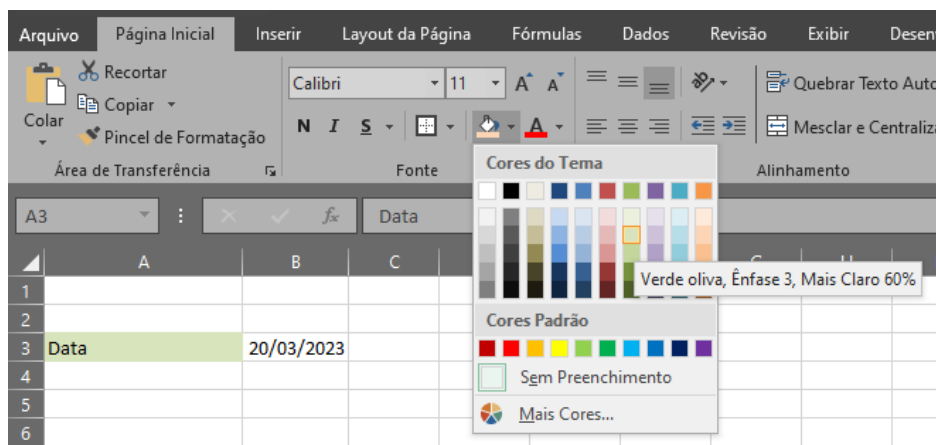 Arquivo Página Inicial Inserir Layout da Página Fórmulas Dados Revisão Exibir
Recortar
Copiar
Colar
Pincel de Formatação
Área de Transferência
Calibri 11 A A
N I S A
Fonte
Quebrar Texto
Mesclar e
Alinhamento
A3 fx Data
Cores do Tema
Verde oliva, Ênfase 3, Mais Claro 60%
Cores Padrão
Sem Preenchimento
Mais Cores...
A B C
1
2
3 Data 20/03/2023
4
5
6